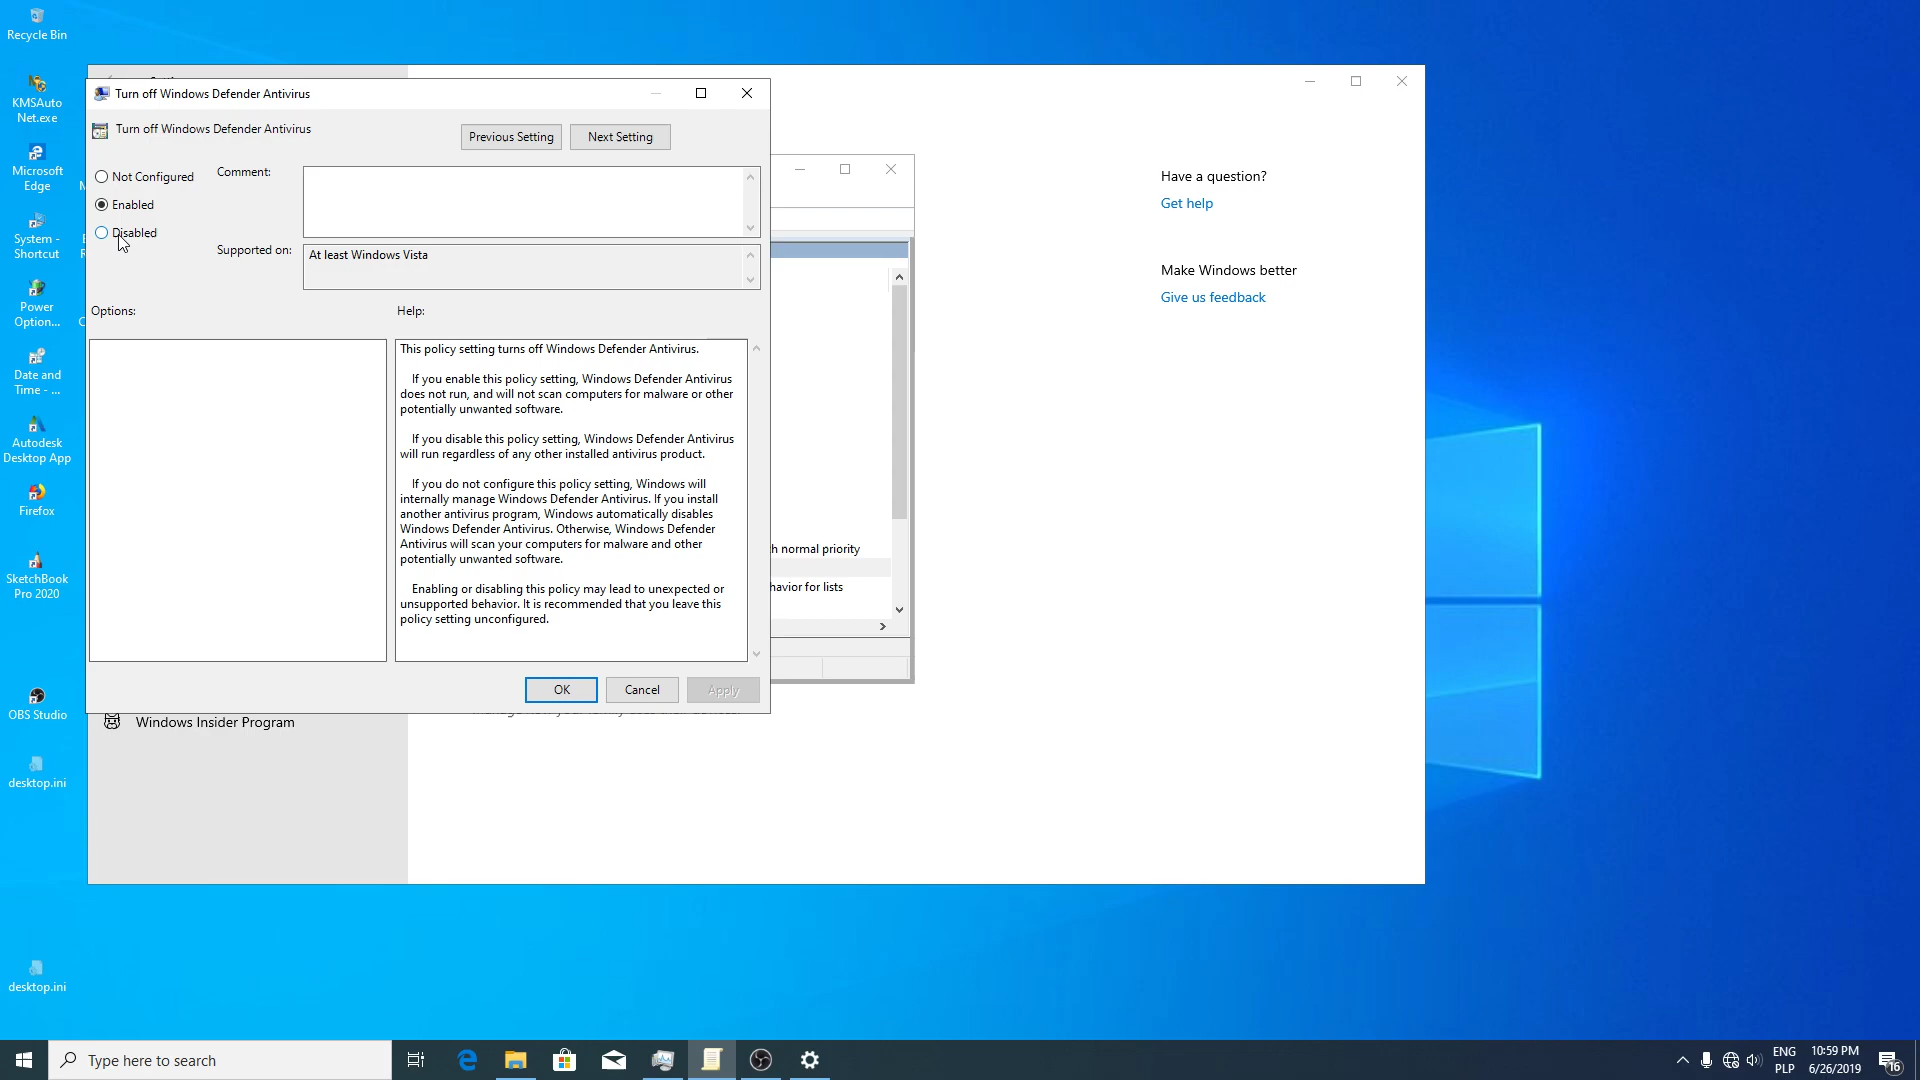 Recycle Bin
KMSAuto
Net.exe
Microsoft
Edge
System -
Shortcut
Power
Option...
Date and
Time - ...
Autodesk
Desktop App
Firefox
SketchBook
Pro 2020
OBS Studio
desktop.ini
desktop.ini
Turn off Windows Defender Antivirus
Turn off Windows Defender Antivirus
Previous Setting
Next Setting
Not Configured
Enabled
Disabled
Comment:
Supported on:
At least Windows Vista
Options:
Help:
This policy setting turns off Windows Defender Antivirus.
If you enable this policy setting, Windows Defender Antivirus
does not run, and will not scan computers for malware or other
potentially unwanted software.
If you disable this policy setting, Windows Defender Antivirus
will run regardless of any other installed antivirus product.
If you do not configure this policy setting, Windows will
internally manage Windows Defender Antivirus. If you install
another antivirus program, Windows automatically disables
Windows Defender Antivirus. Otherwise, Windows Defender
Antivirus will scan your computers for malware and other
potentially unwanted software.
Enabling or disabling this policy may lead to unexpected or
unsupported behavior. It is recommended that you leave this
policy setting unconfigured.
OK
Cancel
Apply
h normal priority
havior for lists
Windows Insider Program
Have a question?
Get help
Make Windows better
Give us feedback
Type here to search
ENG
PLP
10:59 PM
6/26/2019
16